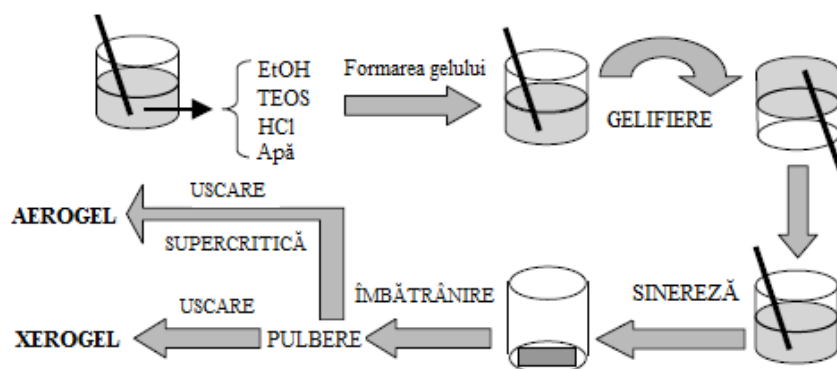 EtOH
TEOS
HCl
Apă
Formarea gelului
GELIFIERE
SINEREZĂ
ÎMBĂTRÂNIRE
PULBERE
USCARE
SUPERCRITICĂ
AEROGEL
USCARE
XEROGEL